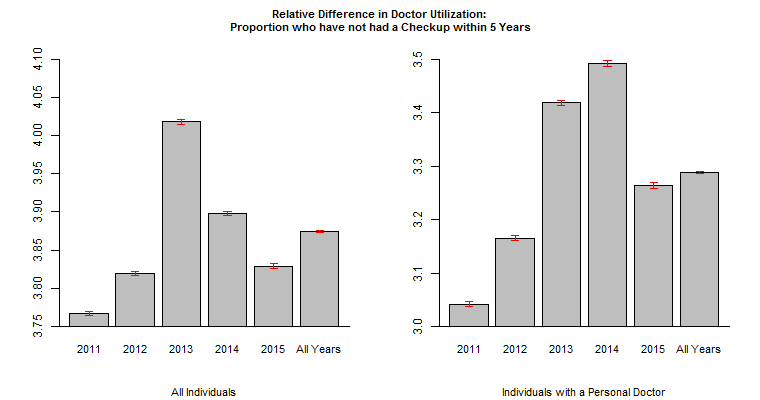 Relative Difference in Doctor Utilization:
Proportion who have not had a Checkup within 5 Years
4.10
4.05
4.00
3.95
3.90
3.85
3.80
3.75
2011 2012 2013 2014 2015 All Years
All Individuals
3.5
3.4
3.3
3.2
3.1
3.0
2011 2012 2013 2014 2015 All Years
Individuals with a Personal Doctor